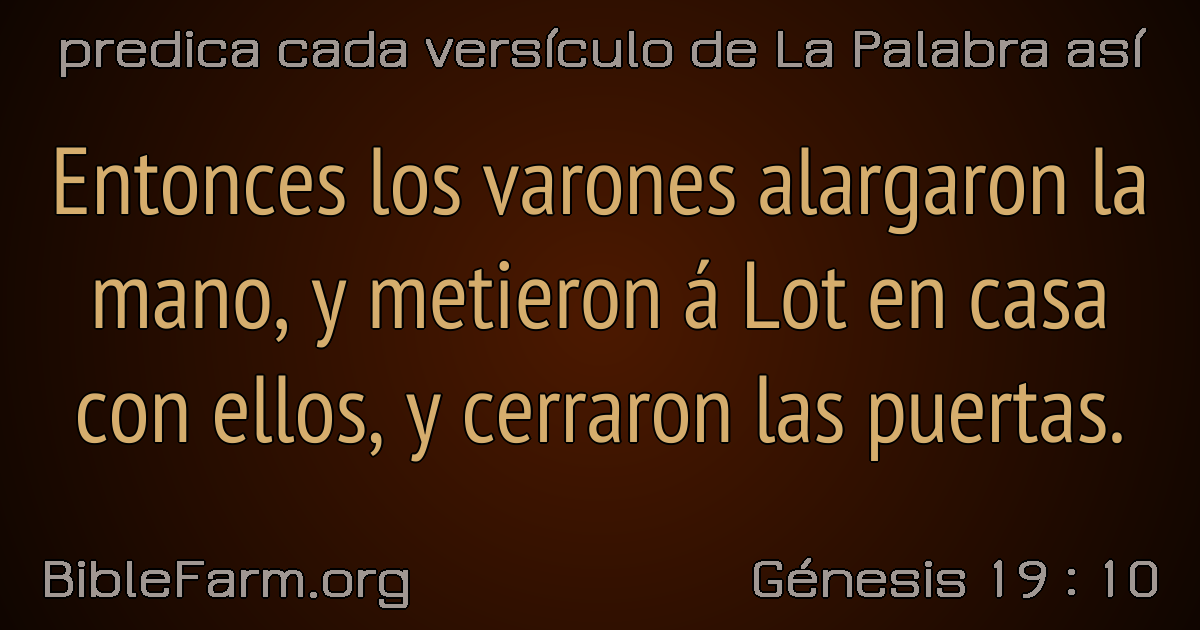 predica cada versículo de La Palabra así
Entonces los varones alargaron la
mano, y metieron á Lot en casa
con ellos, y cerraron las puertas.
BibleFarm.org
Génesis 19 : 10